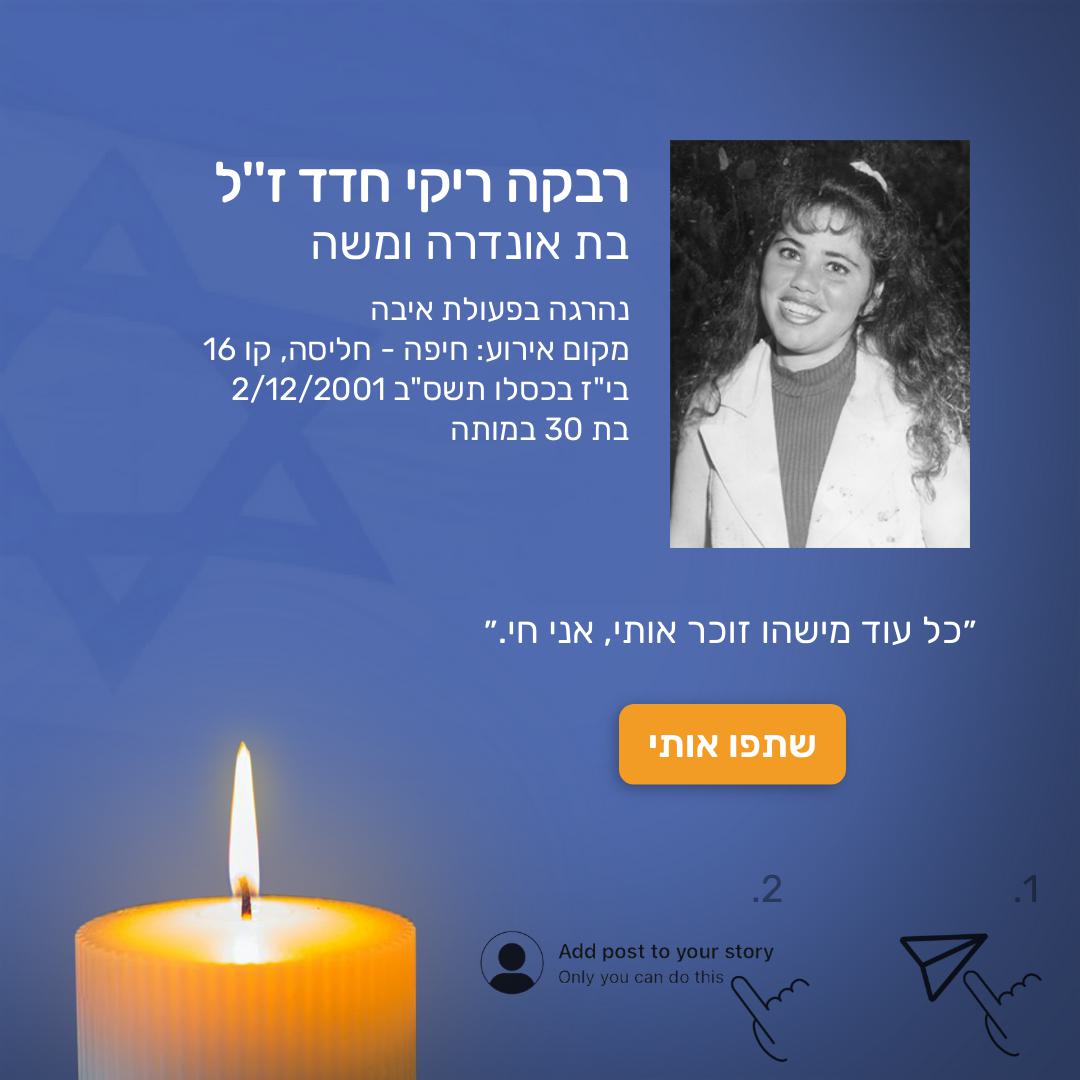 רבקה ריקי חדד ז"ל
בת אונדרה ומשה
נהרגה בפעולת איבה
מקום אירוע: חיפה - חליסה, קו 16
בי"ז בכסלו תשס"ב 2/12/2001
בת 30 במותה
״כל עוד מישהו זוכר אותי, אני חי.״
שתפו אותי
1.
2.
Add post to your story
Only you can do this